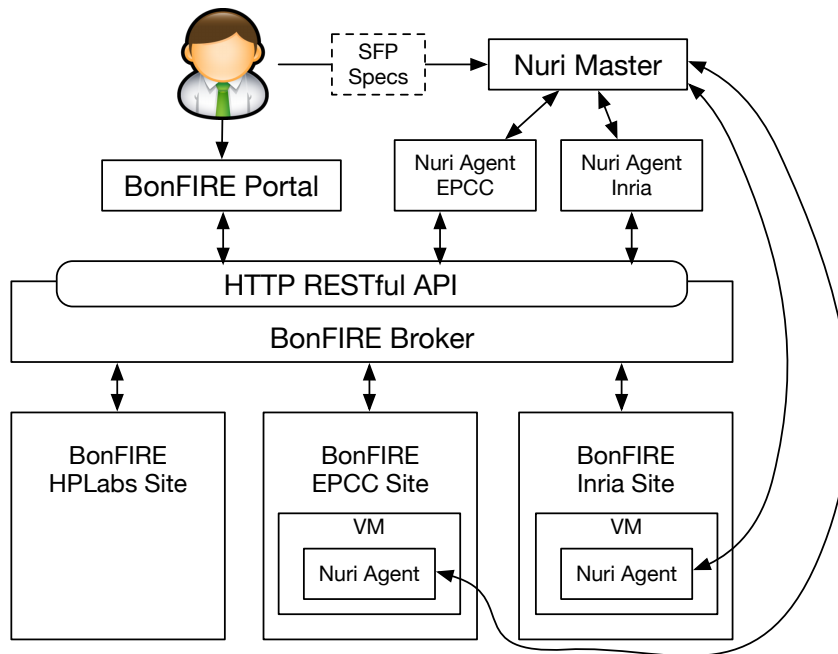 SFP
Specs
Nuri Master
BonFIRE Portal
Nuri Agent
EPCC
Nuri Agent
Inria
HTTP RESTful API
BonFIRE Broker
BonFIRE
HPLabs Site
BonFIRE
EPCC Site
VM
Nuri Agent
BonFIRE
Inria Site
VM
Nuri Agent